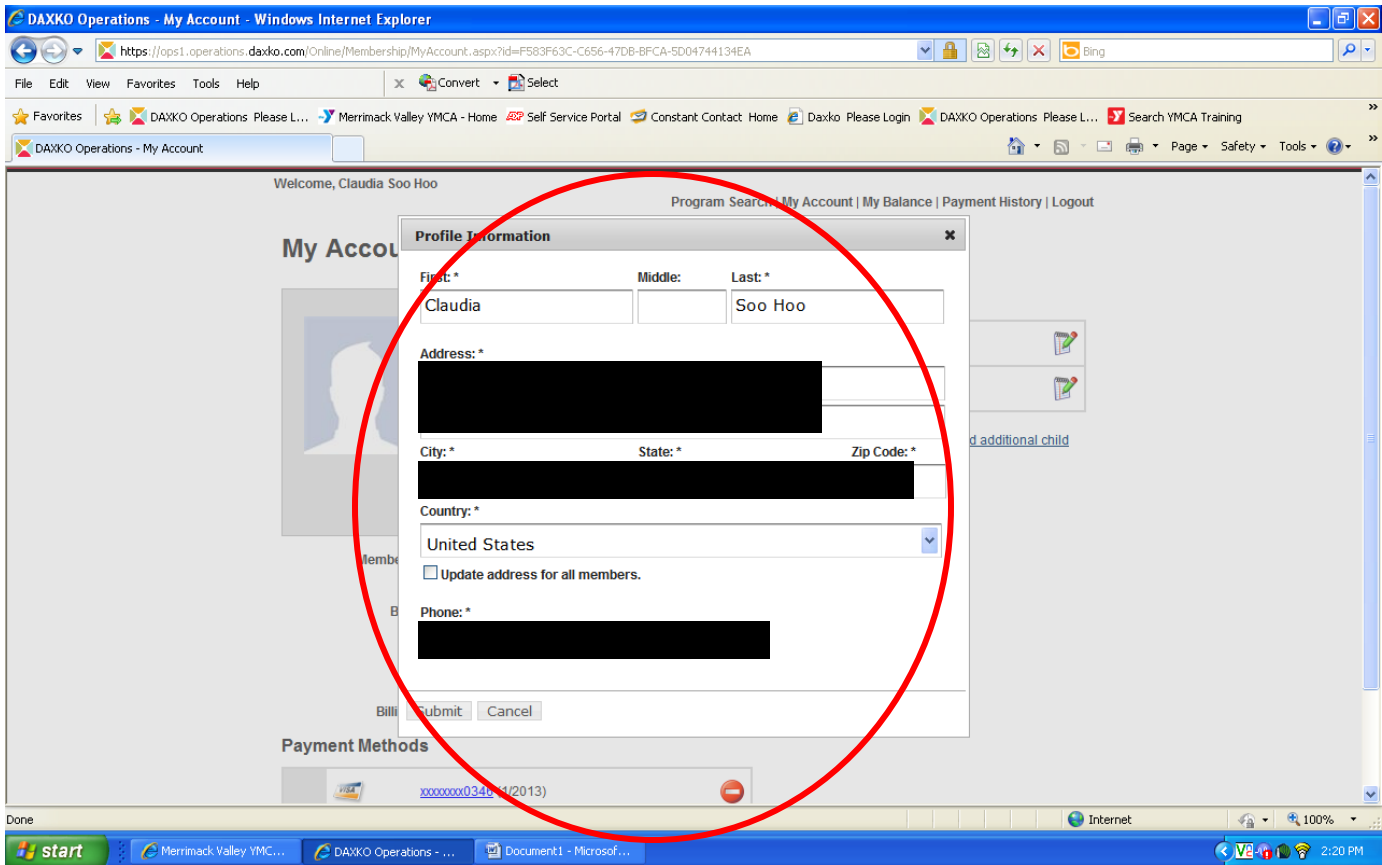 DAXKO Operations - My Account - Windows Internet Explorer
https://ops1.operations.daxko.com/Online/Membership/MyAccount.aspx?id=F583F63C-C656-47DB-BFCA-5D04744134EA
Bing
File Edit View Favorites Tools Help
x Convert Select
Favorites DAXKO Operations Please L... Merrimack Valley YMCA - Home Self Service Portal Constant Contact Home Daxko Please Login DAXKO Operations Please L... Search YMCA Training »
DAXKO Operations - My Account
Page Safety Tools »
Welcome, Claudia Soo Hoo
Program Search | My Account | My Balance | Payment History | Logout
My Accou
Profile Information
First: * Middle: Last: *
Claudia Soo Hoo
Address: *
d additional child
City: * State: * Zip Code: *
Country: *
United States
Membe
Update address for all members.
B
Phone: *
Billi
Submit Cancel
Payment Methods
VISA xxxxxxxx0346 (1/2013)
Done Internet 100%
start Merrimack Valley YMC... DAXKO Operations - ... Document1 - Microsof... V2 2:20 PM